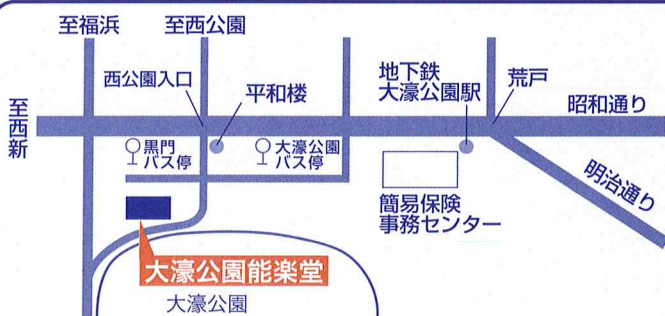 至福浜
至西公園
西公園入口
平和楼
地下鉄
大濠公園駅
荒戸
昭和通り
至西新
黒門
バス停
大濠公園
バス停
明治通り
簡易保険
事務センター
大濠公園能楽堂
大濠公園